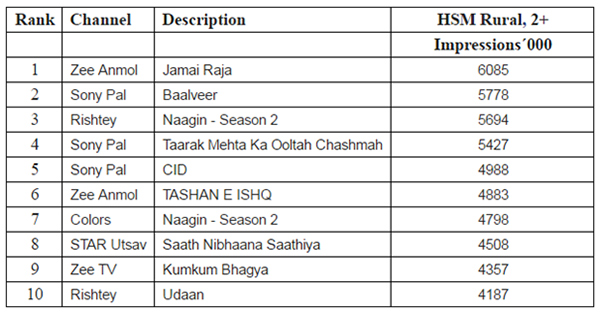 Rank Channel Description HSM Rural, 2+
Impressions´000
1 Zee Anmol Jamai Raja 6085
2 Sony Pal Baalveer 5778
3 Rishtey Naagin - Season 2 5694
4 Sony Pal Taarak Mehta Ka Ooltah Chashmah 5427
5 Sony Pal CID 4988
6 Zee Anmol TASHAN E ISHQ 4883
7 Colors Naagin - Season 2 4798
8 STAR Utsav Saath Nibhaana Saathiya 4508
9 Zee TV Kumkum Bhagya 4357
10 Rishtey Udaan 4187